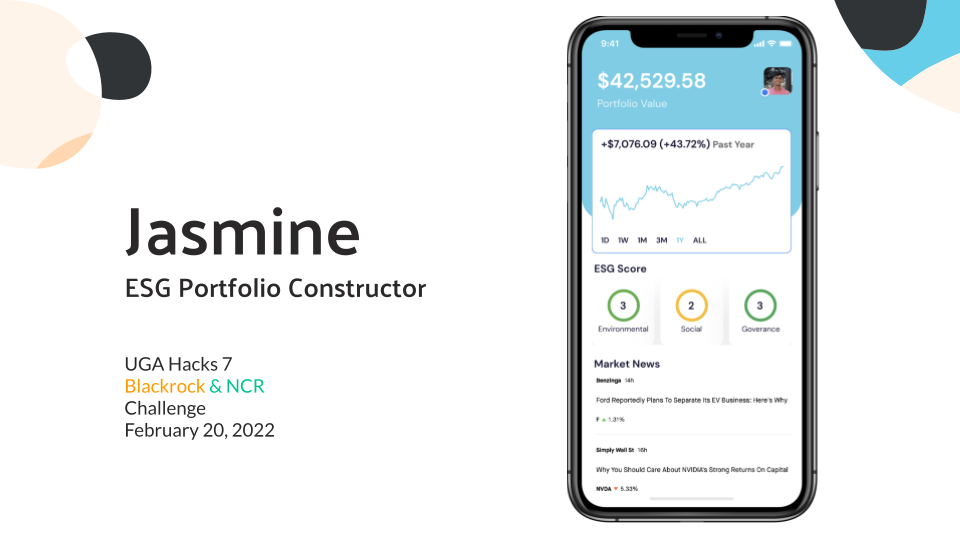 Jasmine
ESG Portfolio Constructor
UGA Hacks 7
Blackrock & NCR
Challenge
February 20, 2022
9:41
$42,529.58
Portfolio Value
+$7,076.09 (+43.72%) Past Year
1D 1W 1M 3M 1Y ALL
ESG Score
3 2 3
Environmental Social Goverance
Market News
Benzinga 14h
Ford Reportedly Plans To Separate Its EV Business: Here's Why
F ▲ 1.31%
Simply Wall St 16h
Why You Should Care About NVIDIA's Strong Returns On Capital
NVDA ▼ 5.33%